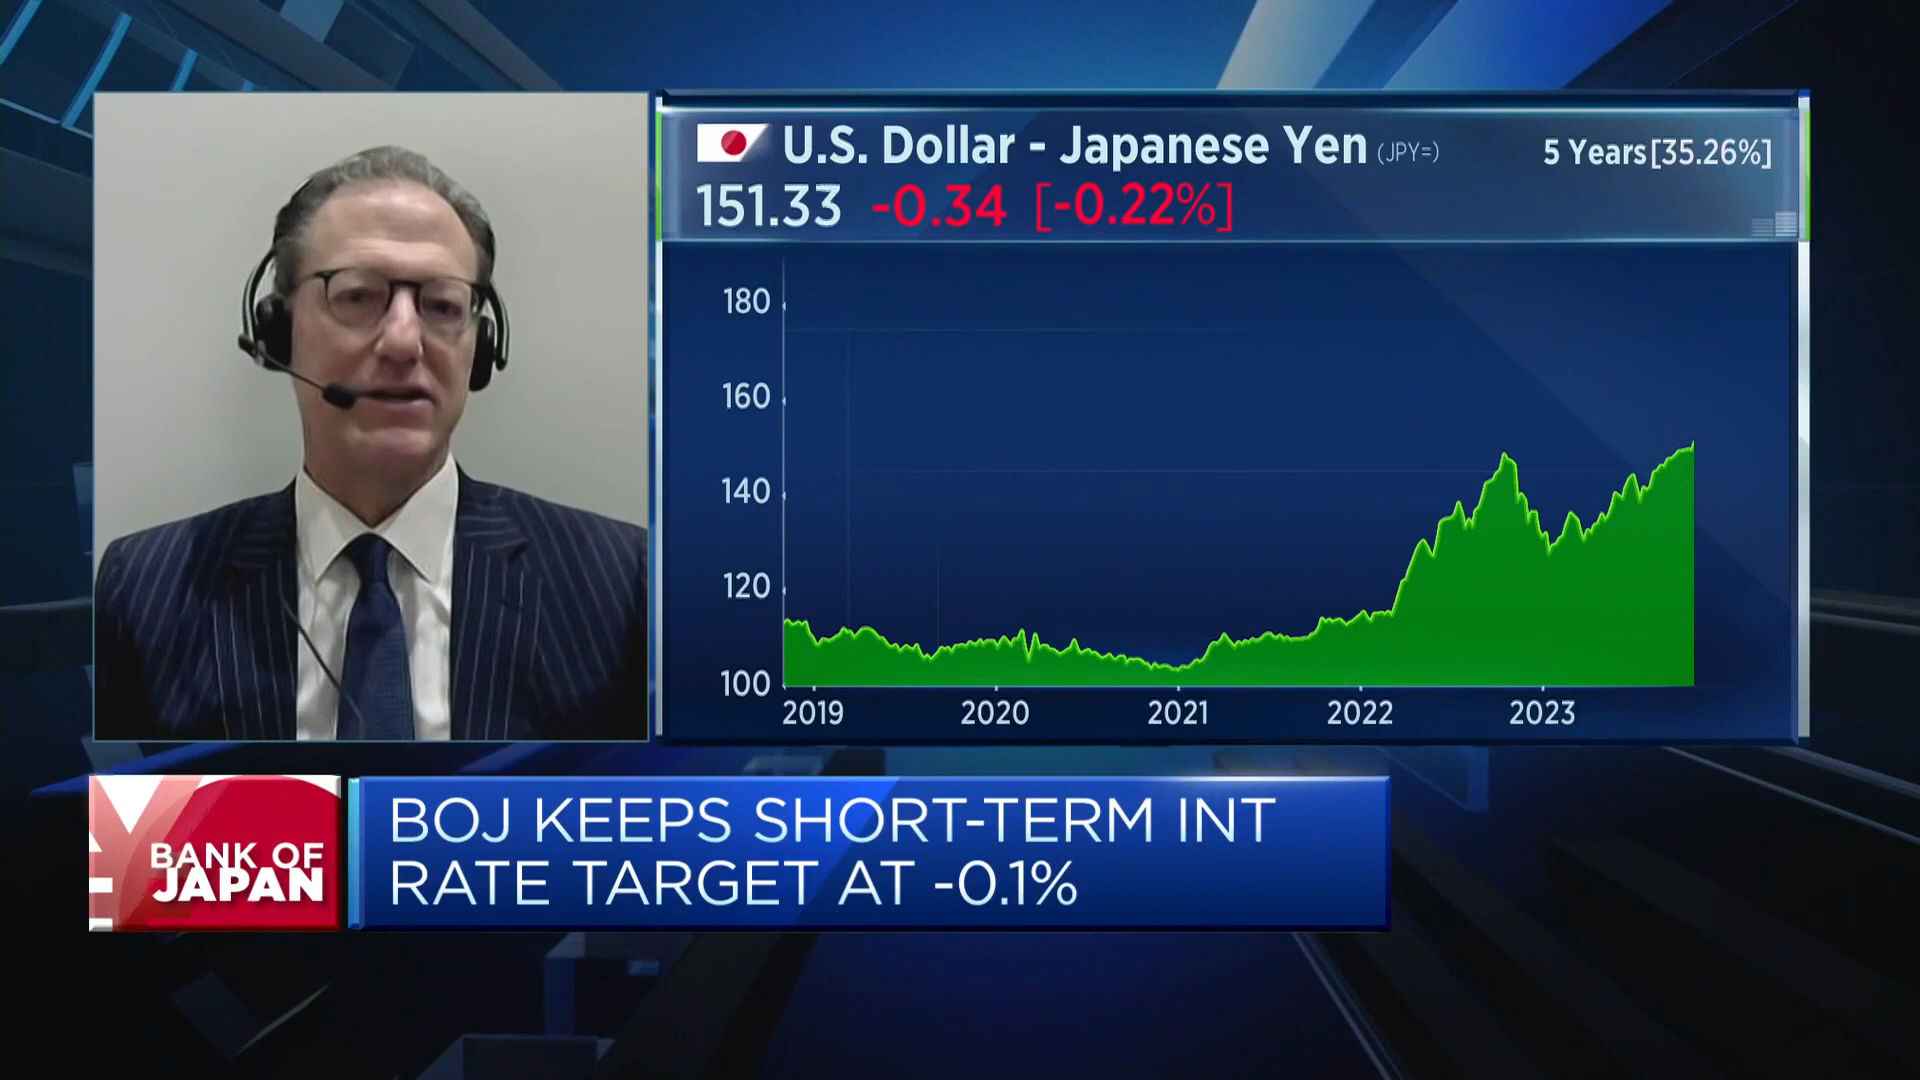 U.S. Dollar - Japanese Yen (JPY=) 5 Years[35.26%]
151.33 -0.34 [-0.22%]
180
160
140
120
100
2019 2020 2021 2022 2023
BANK OF
JAPAN
BOJ KEEPS SHORT-TERM INT
RATE TARGET AT -0.1%